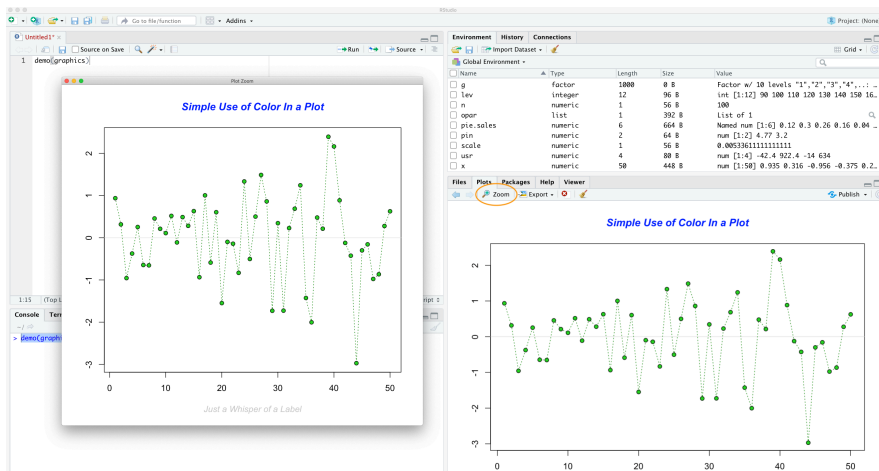 RStudio
Go to file/function
Addins
Project: (None
Untitled1*
Source on Save
Run
Source
1 demo(graphics)
Plot Zoom
Simple Use of Color In a Plot
2
1
0
-1
-2
-3
0 10 20 30 40 50
Just a Whisper of a Label
1:15 (Top L
ript
Console Ter
~/
> demo(graph
Environment History Connections
Import Dataset
Grid
Global Environment
Name Type Length Size Value
g factor 1000 0 B Factor w/ 10 levels "1","2","3","4",..: …
lev integer 12 96 B int [1:12] 90 100 110 120 130 140 150 16…
n numeric 1 56 B 100
opar list 1 392 B List of 1
pie.sales numeric 6 664 B Named num [1:6] 0.12 0.3 0.26 0.16 0.04 …
pin numeric 2 64 B num [1:2] 4.77 3.2
scale numeric 1 56 B 0.00533611111111111
usr numeric 4 80 B num [1:4] -42.4 922.4 -14 634
x numeric 50 448 B num [1:50] 0.935 0.316 -0.956 -0.375 0.2…
Files Plots Packages Help Viewer
Zoom Export
Publish
Simple Use of Color In a Plot
2
1
0
-1
-2
-3
0 10 20 30 40 50